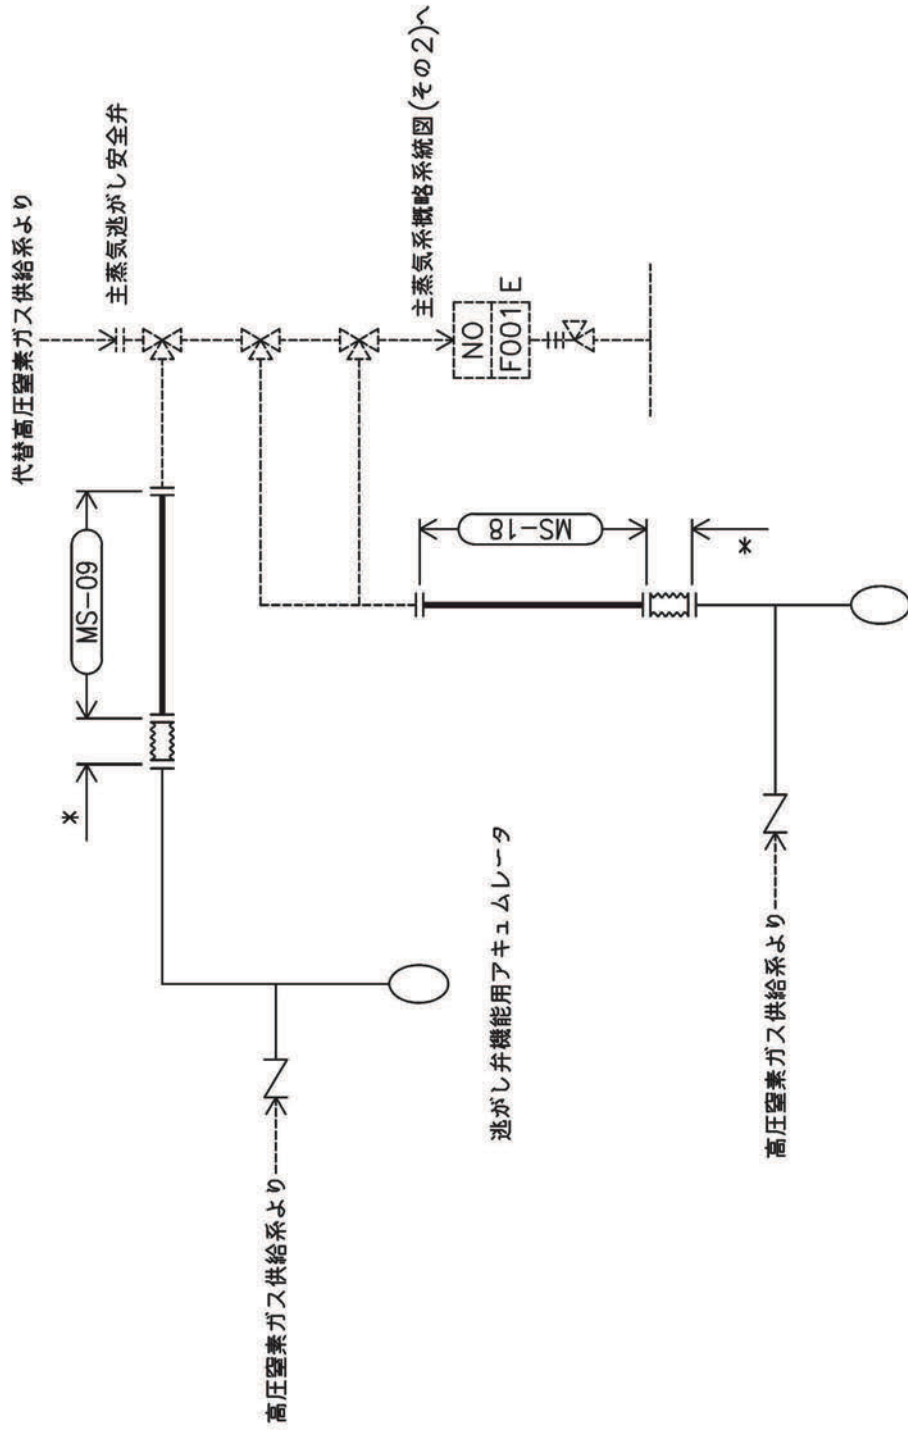 代替高圧窒素ガス供給系より
主蒸気逃がし安全弁
主蒸気系概略系統図(その2)へ
NO
F001
E
MS-09
*
MS-18
*
逃がし弁機能用アキュムレータ
高圧窒素ガス供給系より
高圧窒素ガス供給系より